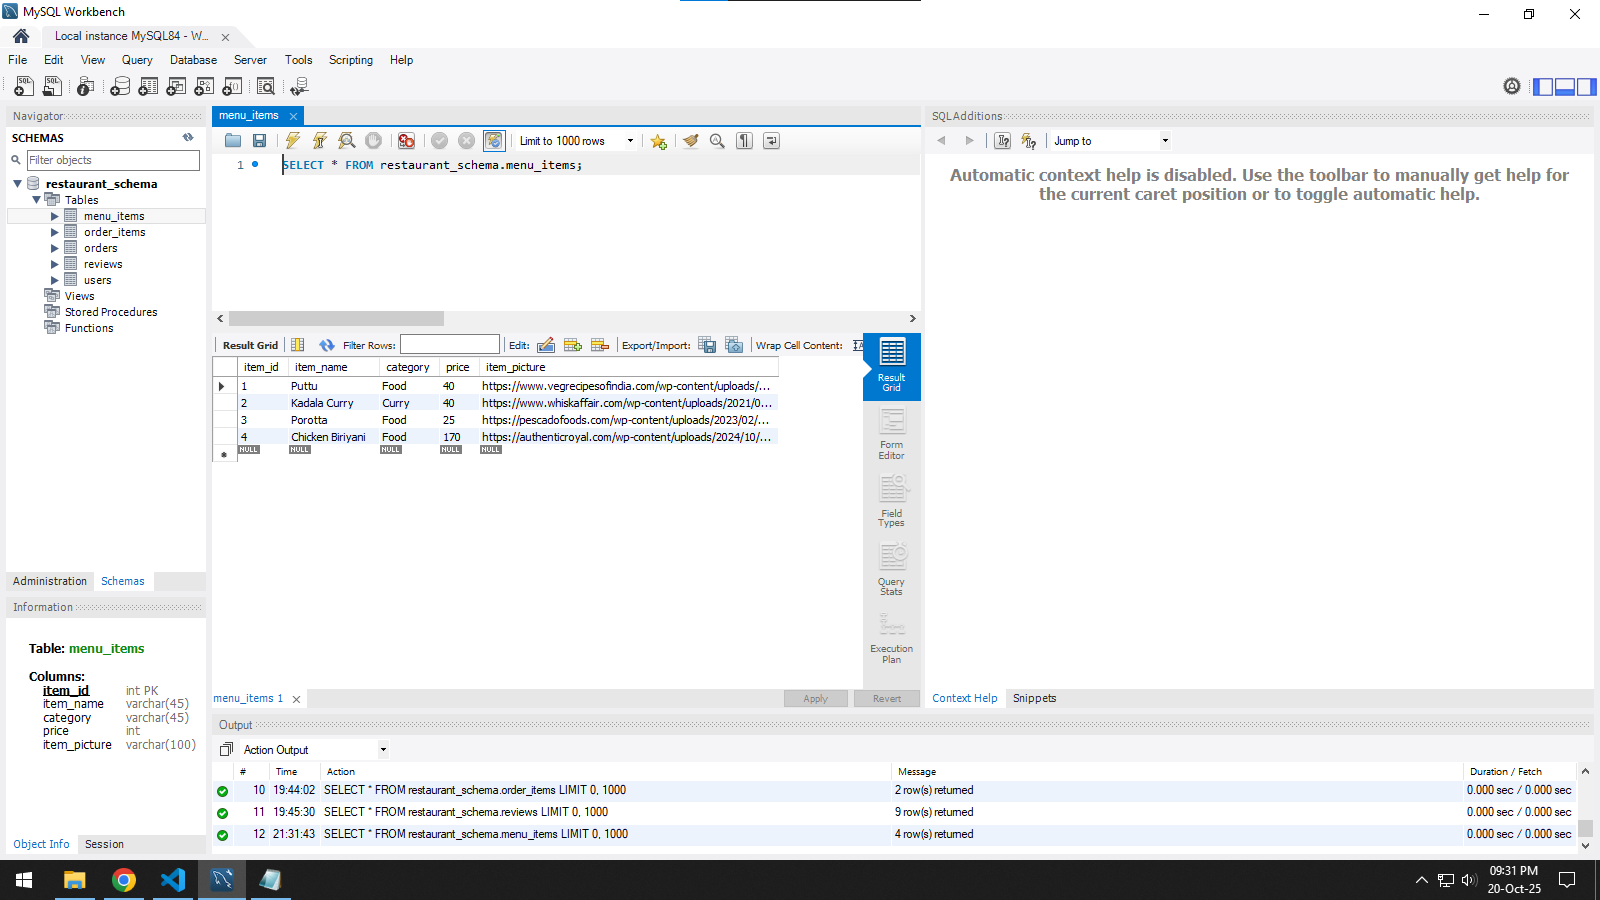 MySQL Workbench
Local instance MySQL84 - W...
File Edit View Query Database Server Tools Scripting Help
Navigator
SCHEMAS
Filter objects
restaurant_schema
Tables
menu_items
order_items
orders
reviews
users
Views
Stored Procedures
Functions
Administration Schemas
Information
Table: menu_items
Columns:
item_id int PK
item_name varchar(45)
category varchar(45)
price int
item_picture varchar(100)
Object Info Session
menu_items
Limit to 1000 rows
1 SELECT * FROM restaurant_schema.menu_items;
Result Grid Filter Rows: Edit: Export/Import: Wrap Cell Content:
item_id item_name category price item_picture
1 Puttu Food 40 https://www.vegrecipesofindia.com/wp-content/uploads/...
2 Kadala Curry Curry 40 https://www.whiskaffair.com/wp-content/uploads/2021/0...
3 Porotta Food 25 https://pescadofoods.com/wp-content/uploads/2023/02/...
4 Chicken Biriyani Food 170 https://authenticroyal.com/wp-content/uploads/2024/10/...
NULL NULL NULL NULL NULL
Result
Grid
Form
Editor
Field
Types
Query
Stats
Execution
Plan
menu_items 1
Apply Revert
SQLAdditions
Jump to
Automatic context help is disabled. Use the toolbar to manually get help for
the current caret position or to toggle automatic help.
Context Help Snippets
Output
Action Output
# Time Action Message Duration / Fetch
10 19:44:02 SELECT * FROM restaurant_schema.order_items LIMIT 0, 1000 2 row(s) returned 0.000 sec / 0.000 sec
11 19:45:30 SELECT * FROM restaurant_schema.reviews LIMIT 0, 1000 9 row(s) returned 0.000 sec / 0.000 sec
12 21:31:43 SELECT * FROM restaurant_schema.menu_items LIMIT 0, 1000 4 row(s) returned 0.000 sec / 0.000 sec
09:31 PM
20-Oct-25